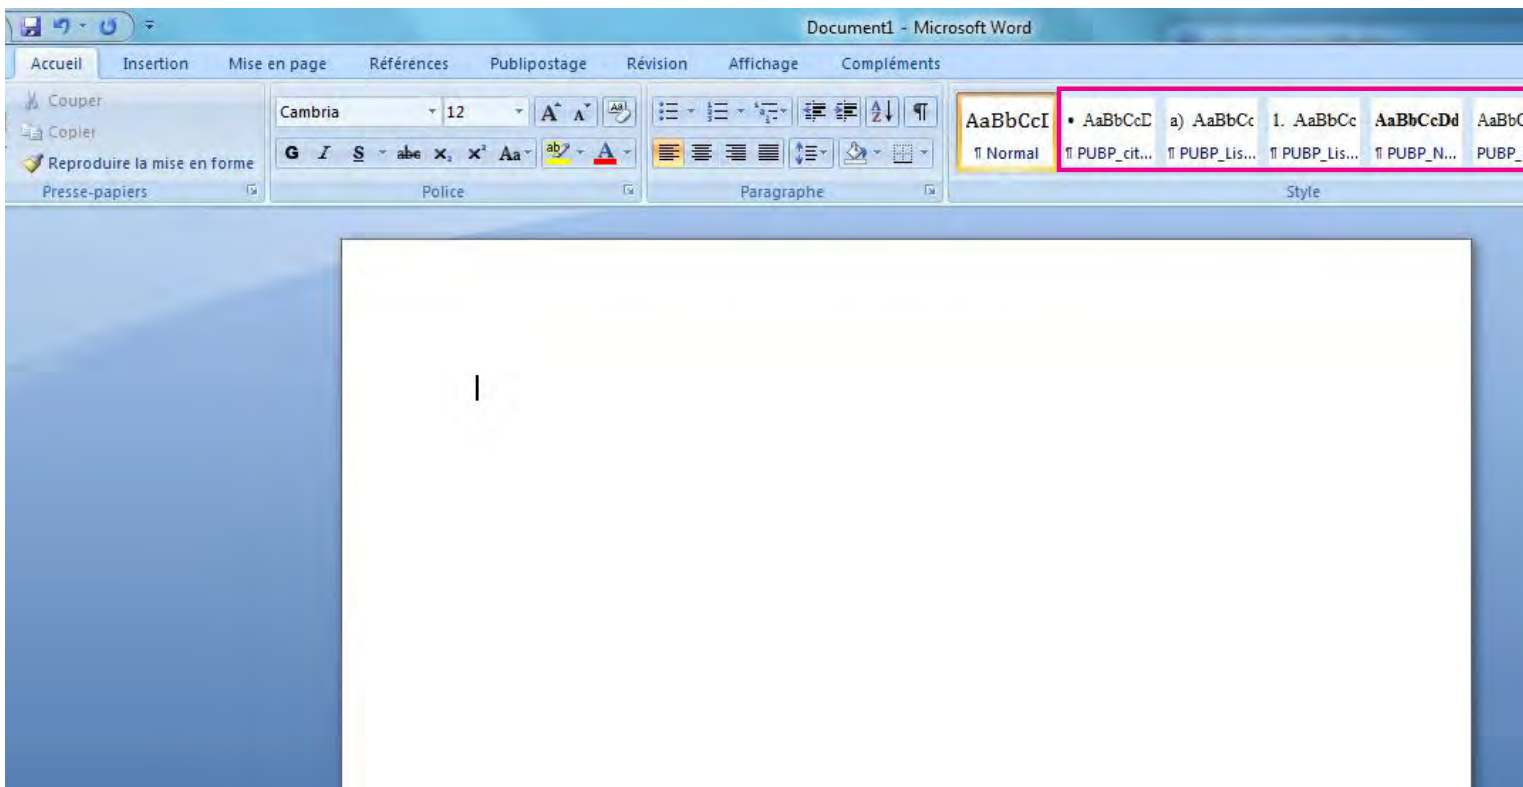 Document1 - Microsoft Word
Accueil Insertion Mise en page Références Publipostage Révision Affichage Compléments
Couper
Copier
Reproduire la mise en forme
Presse-papiers
Cambria 12
G I S abc x₂ x² Aa ab A
Police
Paragraphe
AaBbCcI • AaBbCcD a) AaBbCc 1. AaBbCc AaBbCcDd AaBbC
¶ Normal ¶ PUBP_cit... ¶ PUBP_Lis... ¶ PUBP_Lis... ¶ PUBP_N... PUBP_
Style